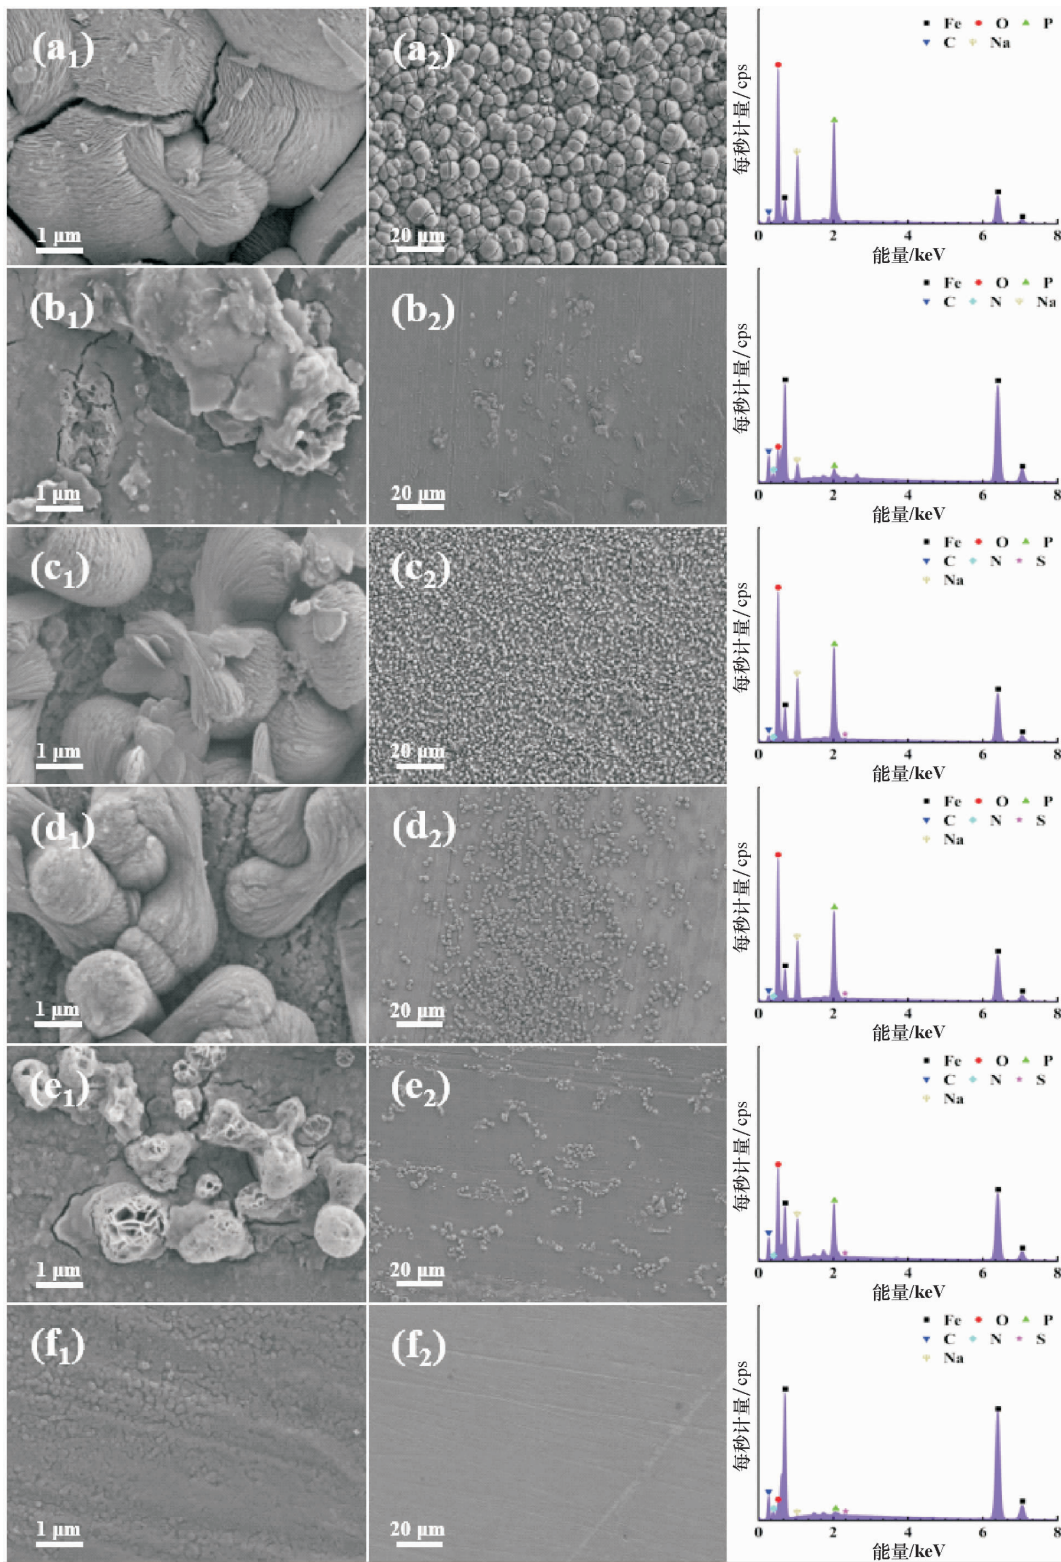 (a1)
1 μm
(a2)
20 μm
Fe O P
C Na
每秒计量/cps
0 2 4 6 8
能量/keV
(b1)
1 μm
(b2)
20 μm
Fe O P
C N Na
每秒计量/cps
0 2 4 6 8
能量/keV
(c1)
1 μm
(c2)
20 μm
Fe O P
C N S
Na
每秒计量/cps
0 2 4 6 8
能量/keV
(d1)
1 μm
(d2)
20 μm
Fe O P
C N S
Na
每秒计量/cps
0 2 4 6 8
能量/keV
(e1)
1 μm
(e2)
20 μm
Fe O P
C N S
Na
每秒计量/cps
0 2 4 6 8
能量/keV
(f1)
1 μm
(f2)
20 μm
Fe O P
C N S
Na
每秒计量/cps
0 2 4 6 8
能量/keV